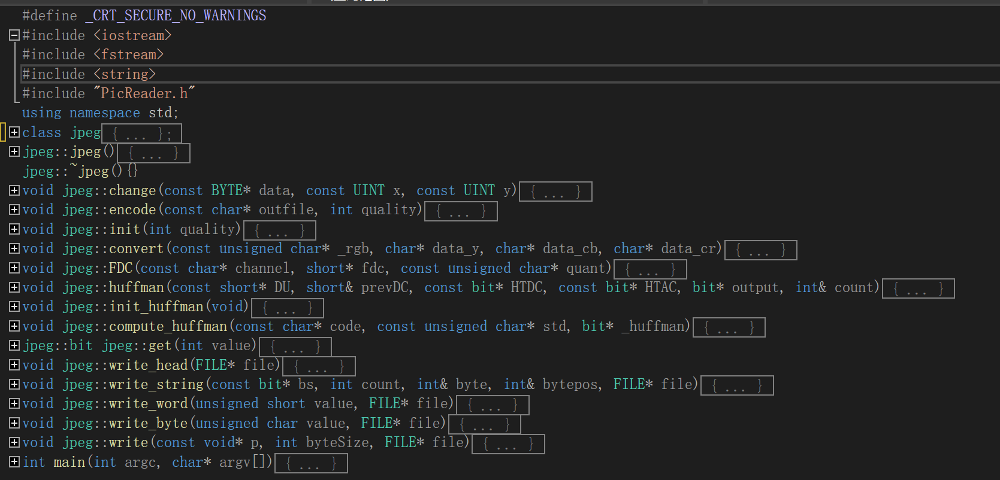 #define _CRT_SECURE_NO_WARNINGS
#include <iostream>
#include <fstream>
#include <string>
#include "PicReader.h"
using namespace std;
class jpeg{ ... };
jpeg::jpeg(){ ... }
jpeg::~jpeg(){}
void jpeg::change(const BYTE* data, const UINT x, const UINT y){ ... }
void jpeg::encode(const char* outfile, int quality){ ... }
void jpeg::init(int quality){ ... }
void jpeg::convert(const unsigned char* _rgb, char* data_y, char* data_cb, char* data_cr){ ... }
void jpeg::FDC(const char* channel, short* fdc, const unsigned char* quant){ ... }
void jpeg::huffman(const short* DU, short& prevDC, const bit* HTDC, const bit* HTAC, bit* output, int& count){ ... }
void jpeg::init_huffman(void){ ... }
void jpeg::compute_huffman(const char* code, const unsigned char* std, bit* _huffman){ ... }
jpeg::bit jpeg::get(int value){ ... }
void jpeg::write_head(FILE* file){ ... }
void jpeg::write_string(const bit* bs, int count, int& byte, int& bytepos, FILE* file){ ... }
void jpeg::write_word(unsigned short value, FILE* file){ ... }
void jpeg::write_byte(unsigned char value, FILE* file){ ... }
void jpeg::write(const void* p, int byteSize, FILE* file){ ... }
int main(int argc, char* argv[]){ ... }